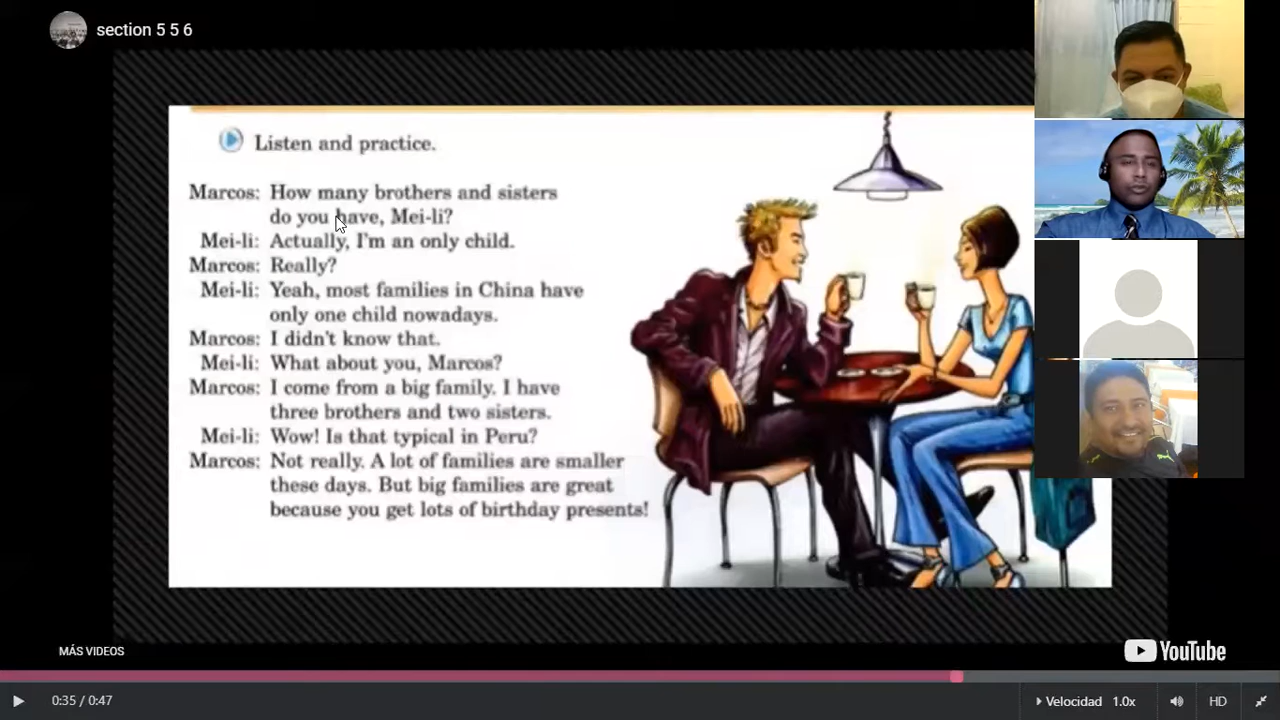 section 5 5 6
Listen and practice.
Marcos: How many brothers and sisters
do you have, Mei-li?
Mei-li: Actually, I'm an only child.
Marcos: Really?
Mei-li: Yeah, most families in China have
only one child nowadays.
Marcos: I didn't know that.
Mei-li: What about you, Marcos?
Marcos: I come from a big family. I have
three brothers and two sisters.
Mei-li: Wow! Is that typical in Peru?
Marcos: Not really. A lot of families are smaller
these days. But big families are great
because you get lots of birthday presents!
MÁS VIDEOS
YouTube
0:35 / 0:47
Velocidad 1.0x
HD